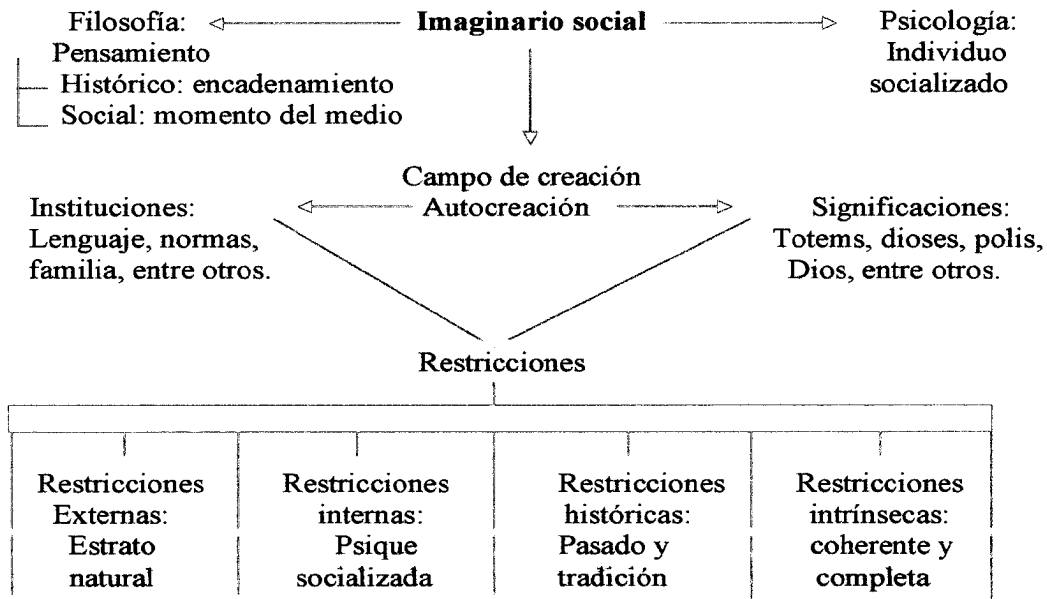 Filosofía:
Pensamiento
Histórico: encadenamiento
Social: momento del medio
Imaginario social
Psicología:
Individuo
socializado
Campo de creación
Autocreación
Instituciones:
Lenguaje, normas,
familia, entre otros.
Significaciones:
Totems, dioses, polis,
Dios, entre otros.
Restricciones
Restricciones
Externas:
Estrato
natural
Restricciones
internas:
Psique
socializada
Restricciones
históricas:
Pasado y
tradición
Restricciones
intrínsecas:
coherente y
completa